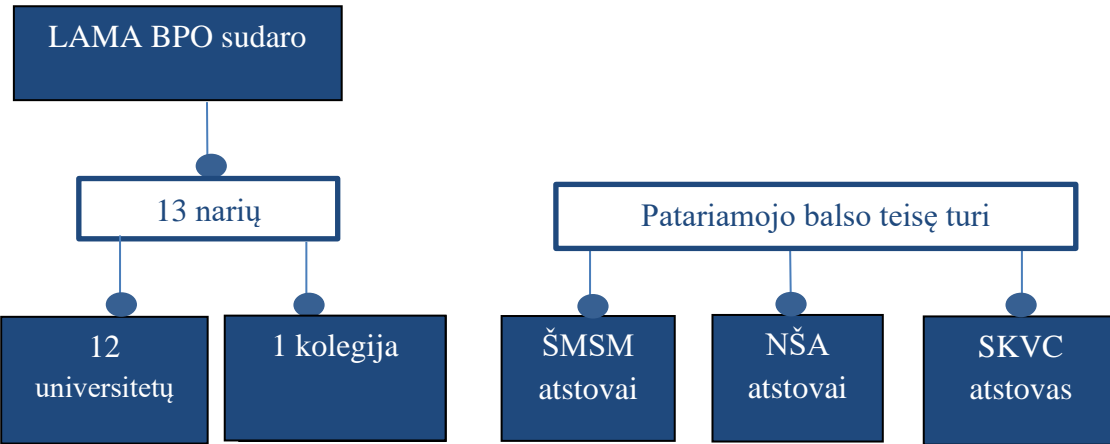 LAMA BPO sudaro
13 narių
Patariamojo balso teisę turi
12
universitetų
1 kolegija
ŠMSM
atstovai
NŠA
atstovai
SKVC
atstovas